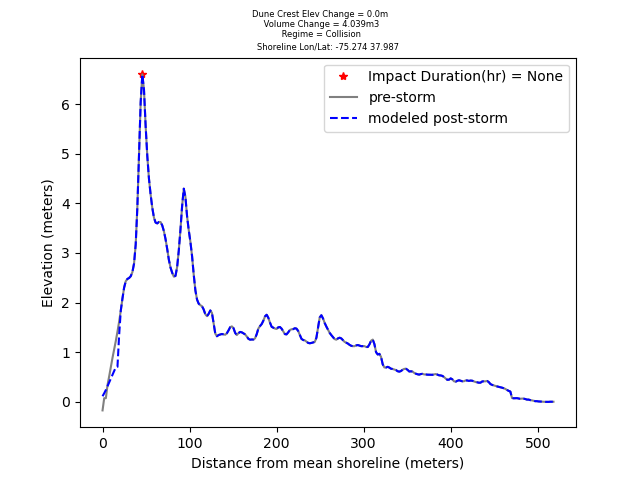 Dune Crest Elev Change = 0.0m
Volume Change = 4.039m3
Regime = Collision
Shoreline Lon/Lat: -75.274 37.987
Impact Duration(hr) = None
pre-storm
modeled post-storm
Elevation (meters)
6
5
4
3
2
1
0
0 100 200 300 400 500
Distance from mean shoreline (meters)